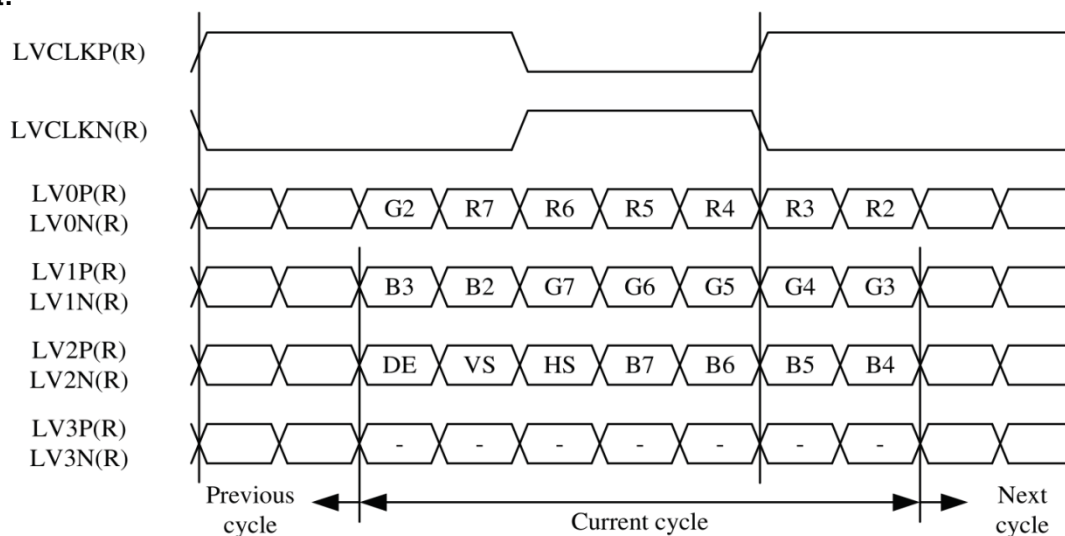 LVCLKP(R)
LVCLKN(R)
LV0P(R)
LV0N(R)
G2 R7 R6 R5 R4 R3 R2
LV1P(R)
LV1N(R)
B3 B2 G7 G6 G5 G4 G3
LV2P(R)
LV2N(R)
DE VS HS B7 B6 B5 B4
LV3P(R)
LV3N(R)
- - - - - - -
Previous
cycle
Current cycle
Next
cycle